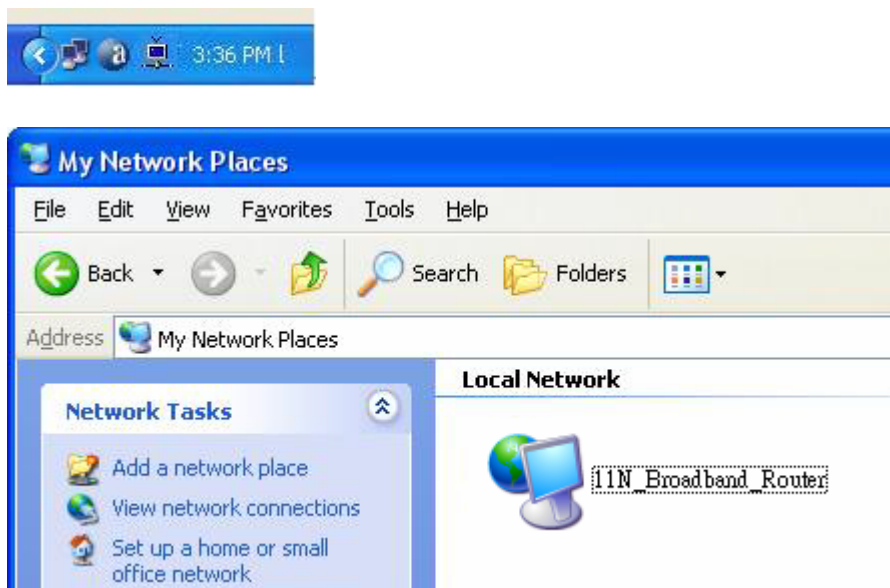 a 3:36 PM
My Network Places
File Edit View Favorites Tools Help
Back Search Folders
Address My Network Places
Network Tasks
Add a network place
View network connections
Set up a home or small
office network
Local Network
11N_Broadband_Router